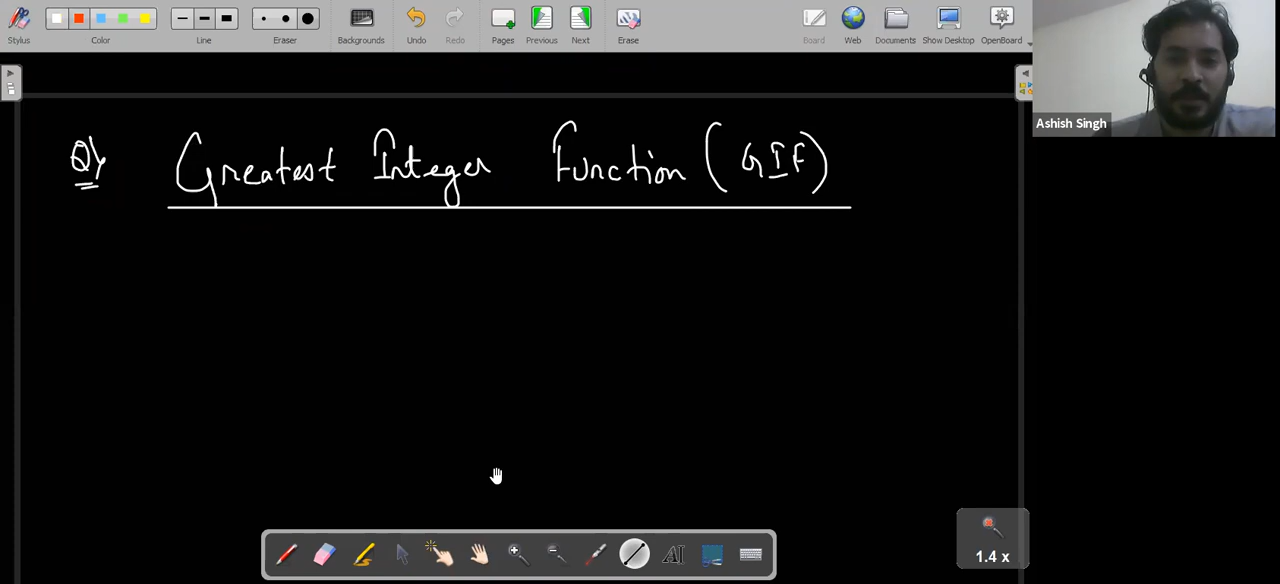 Stylus Color Line Eraser Backgrounds Undo Redo Pages Previous Next Erase Board Web Documents Show Desktop OpenBoard
Ashish Singh
Greatest Integer Function (GIF)
AI
1.4 x